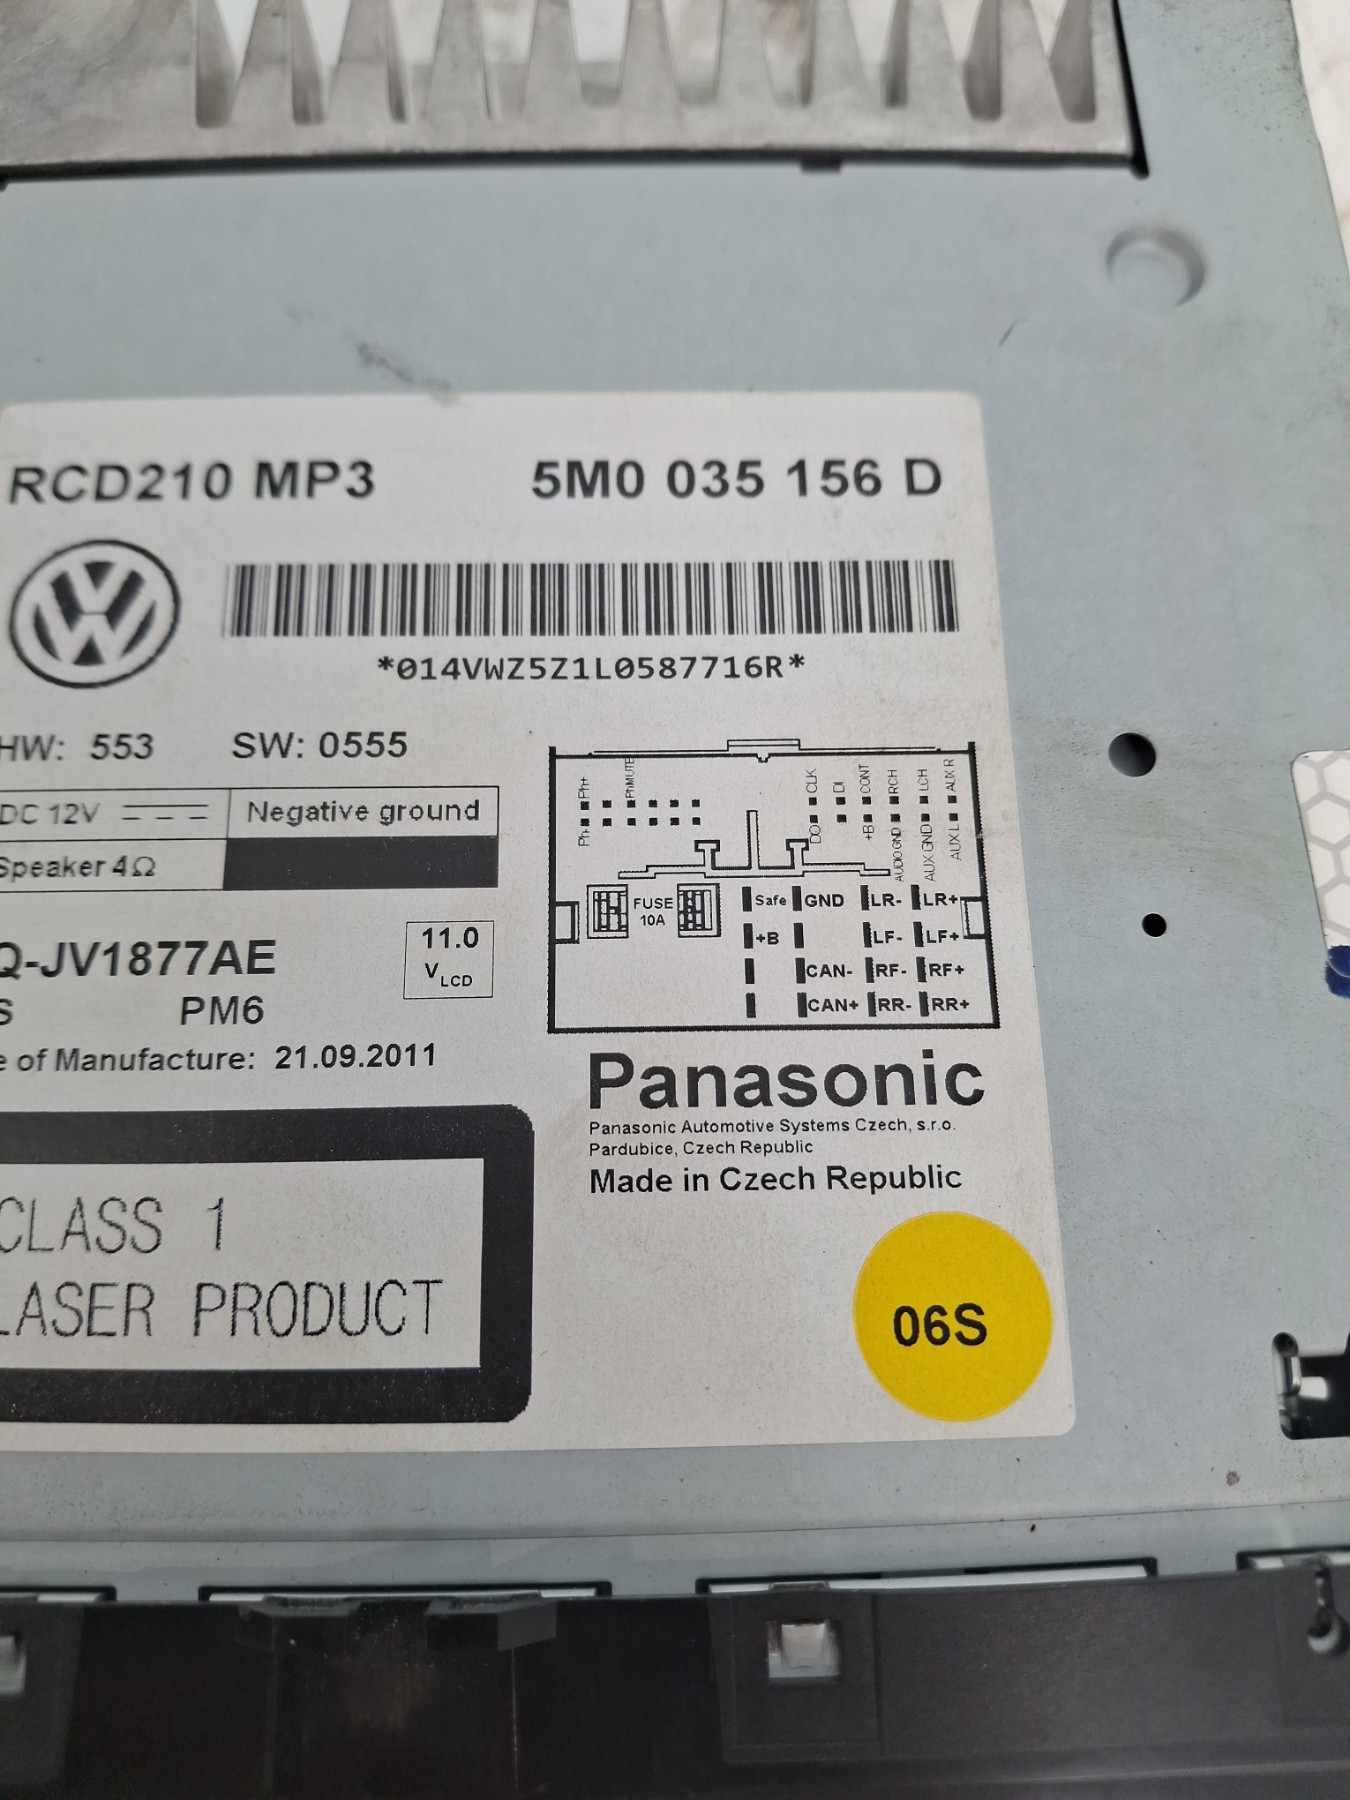 RCD210 MP3 5M0 035 156 D
*014VWZ5Z1L0587716R*
HW: 553 SW: 0555
DC 12V Negative ground
Speaker 4Ω
Q-JV1877AE 11.0
VLCD
S PM6
e of Manufacture: 21.09.2011
CLASS 1
LASER PRODUCT
Ph+ PhMUTE CLK DI CONT RCH LCH AUX R
Ph- DO +B AUDIO GND AUX GND AUX L
FUSE
10A
Safe GND LR- LR+
+B LF- LF+
CAN- RF- RF+
CAN+ RR- RR+
Panasonic
Panasonic Automotive Systems Czech, s.r.o.
Pardubice, Czech Republic
Made in Czech Republic
06S